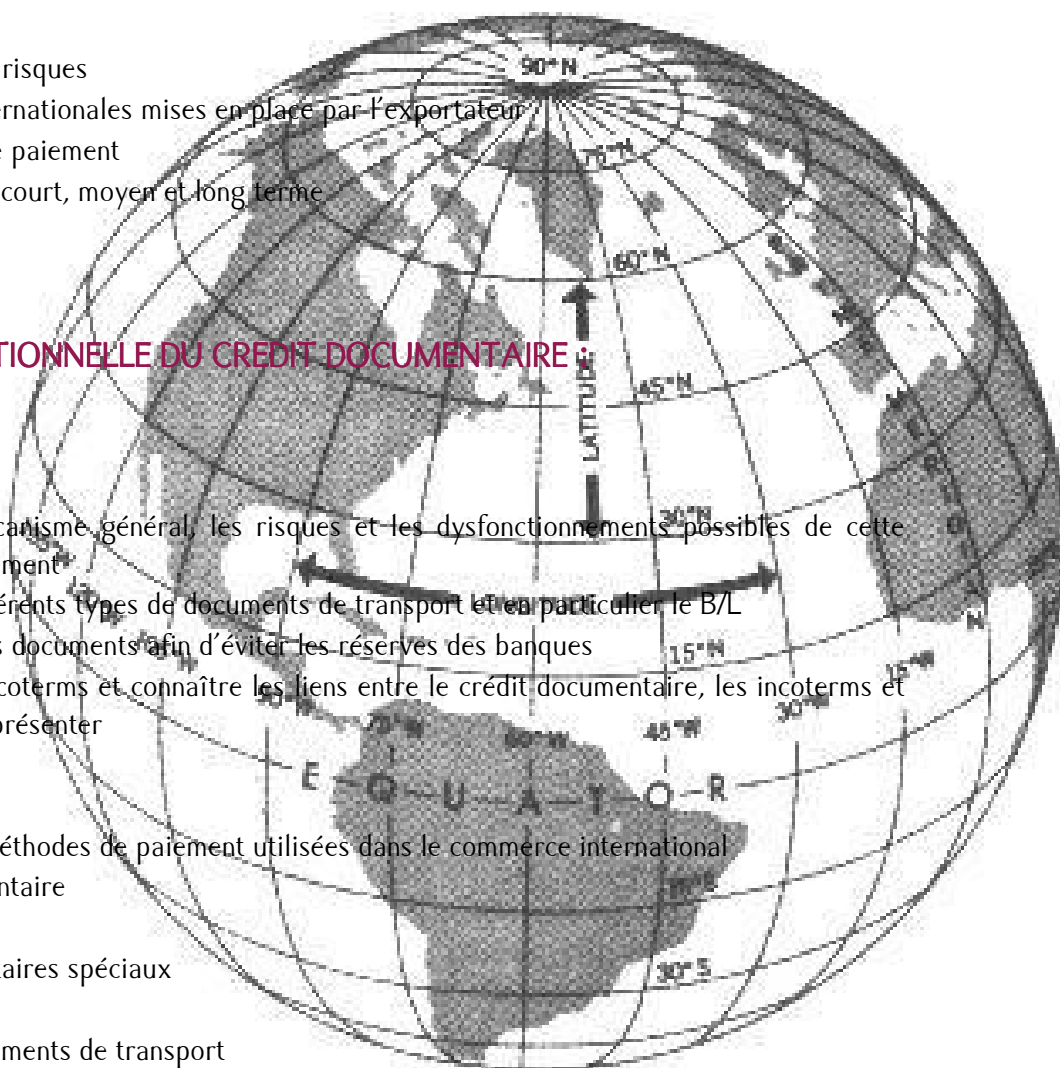 risques
ernationales mises en place par l'exportateur
90°N
e paiement
75°N
court, moyen et long terme
60°N
TIONNELLE DU CREDIT DOCUMENTAIRE :
45°N
LATITUDE
30°N
canisme général, les risques et les dysfonctionnements possibles de cette
ment
érents types de documents de transport et en particulier le B/L
s documents afin d'éviter les réserves des banques
15°N
15°W
coterms et connaître les liens entre le crédit documentaire, les incoterms et
30°W
présenter
45°W
60°W
EQUATOR
éthodes de paiement utilisées dans le commerce international
ntaire
aires spéciaux
30°S
ments de transport